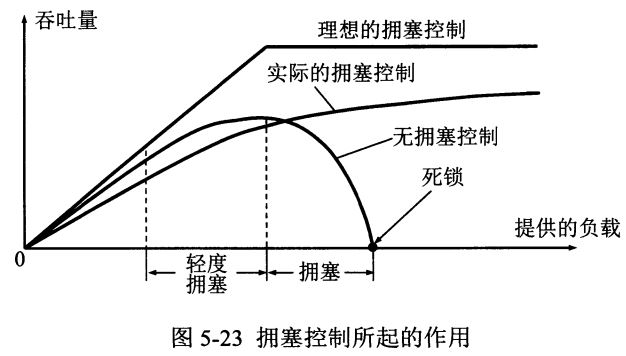 吞吐量
理想的拥塞控制
实际的拥塞控制
无拥塞控制
死锁
提供的负载
0
轻度
拥塞
拥塞
图 5-23 拥塞控制所起的作用